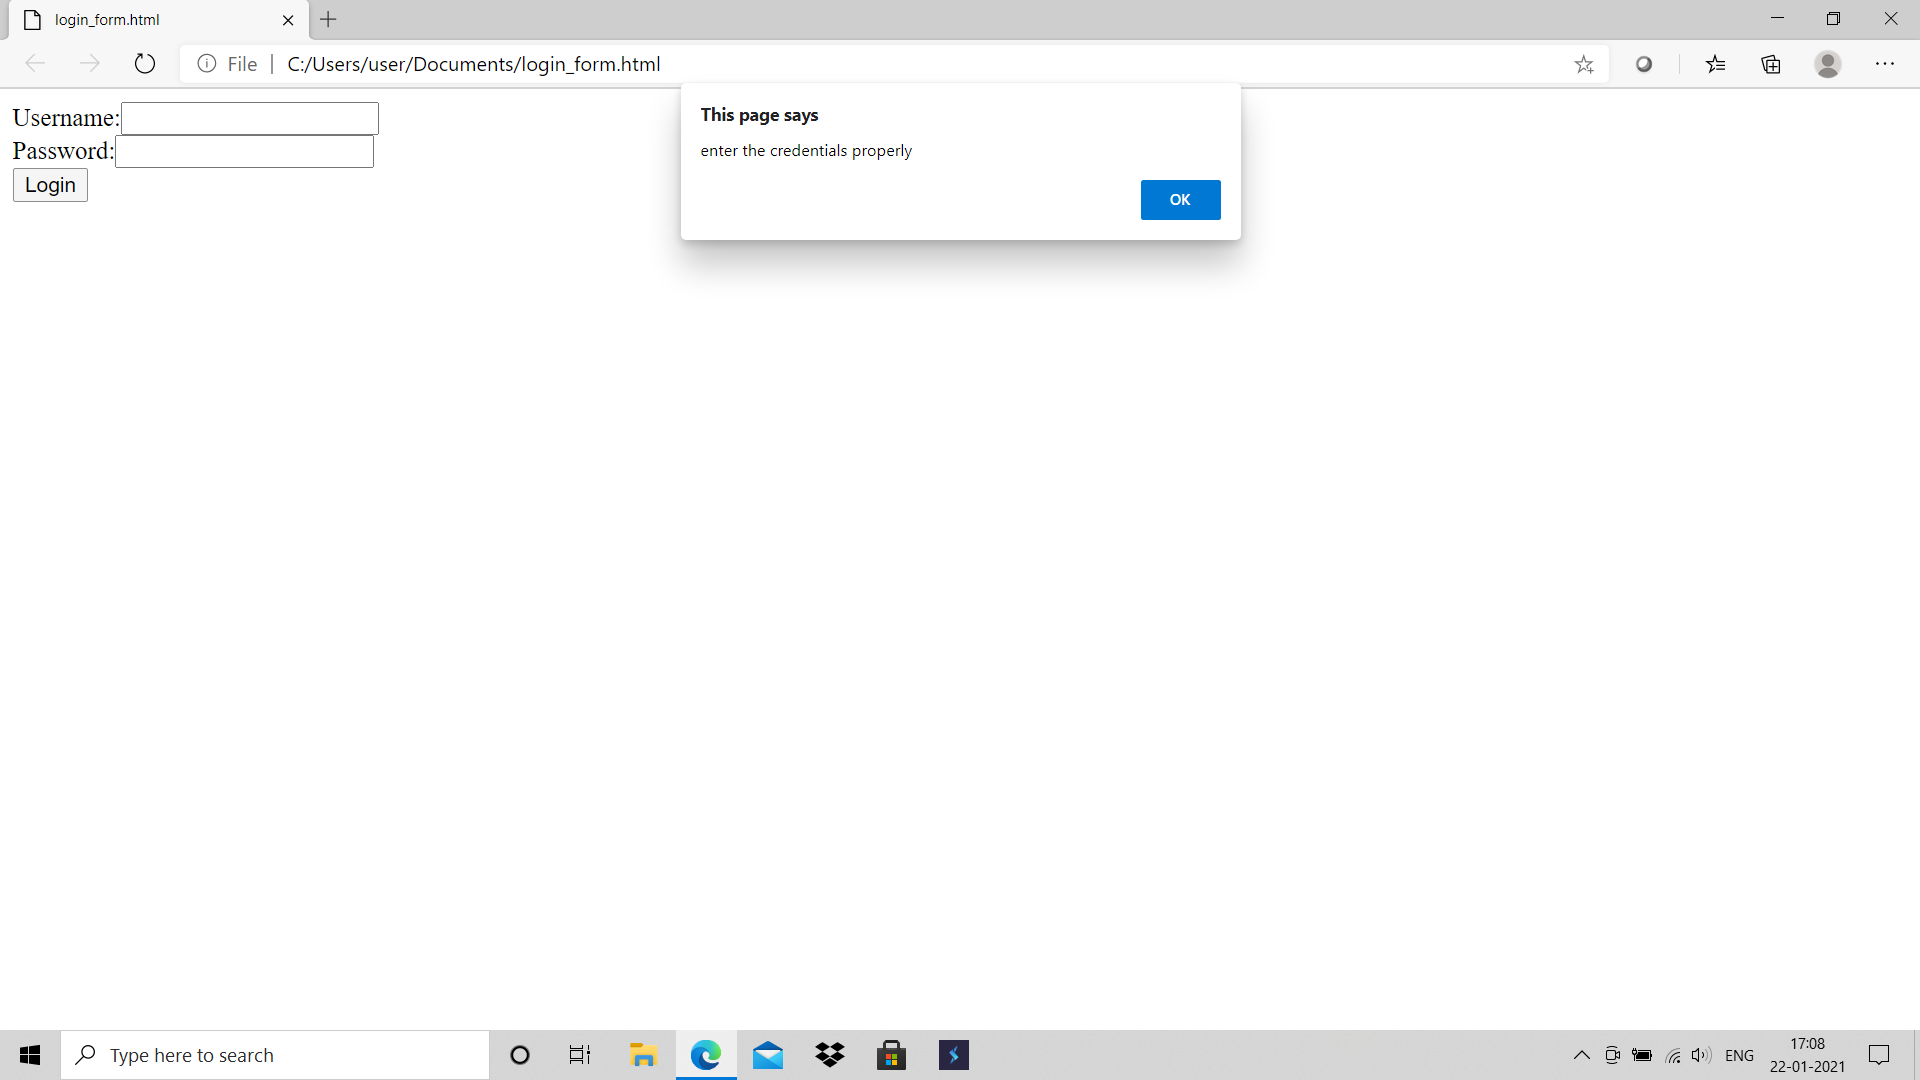 login_form.html
File | C:/Users/user/Documents/login_form.html
This page says
enter the credentials properly
OK
Username:
Password:
Login
Type here to search
ENG
17:08
22-01-2021